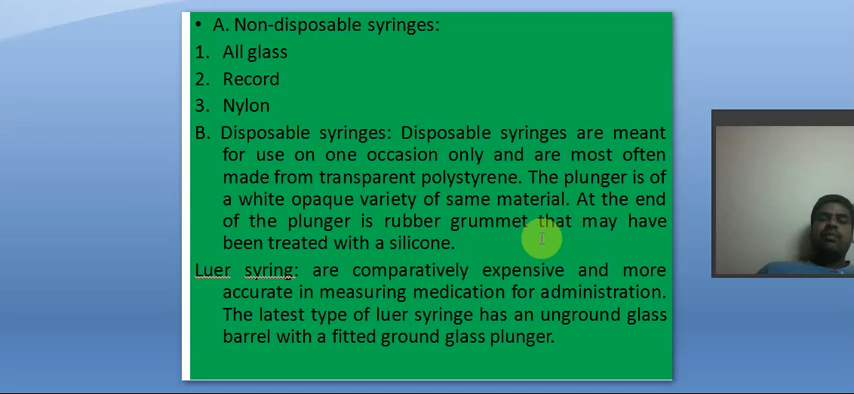 • A. Non-disposable syringes:
1. All glass
2. Record
3. Nylon
B. Disposable syringes: Disposable syringes are meant
for use on one occasion only and are most often
made from transparent polystyrene. The plunger is of
a white opaque variety of same material. At the end
of the plunger is rubber grummet that may have
been treated with a silicone.
Luer syring: are comparatively expensive and more
accurate in measuring medication for administration.
The latest type of luer syringe has an unground glass
barrel with a fitted ground glass plunger.